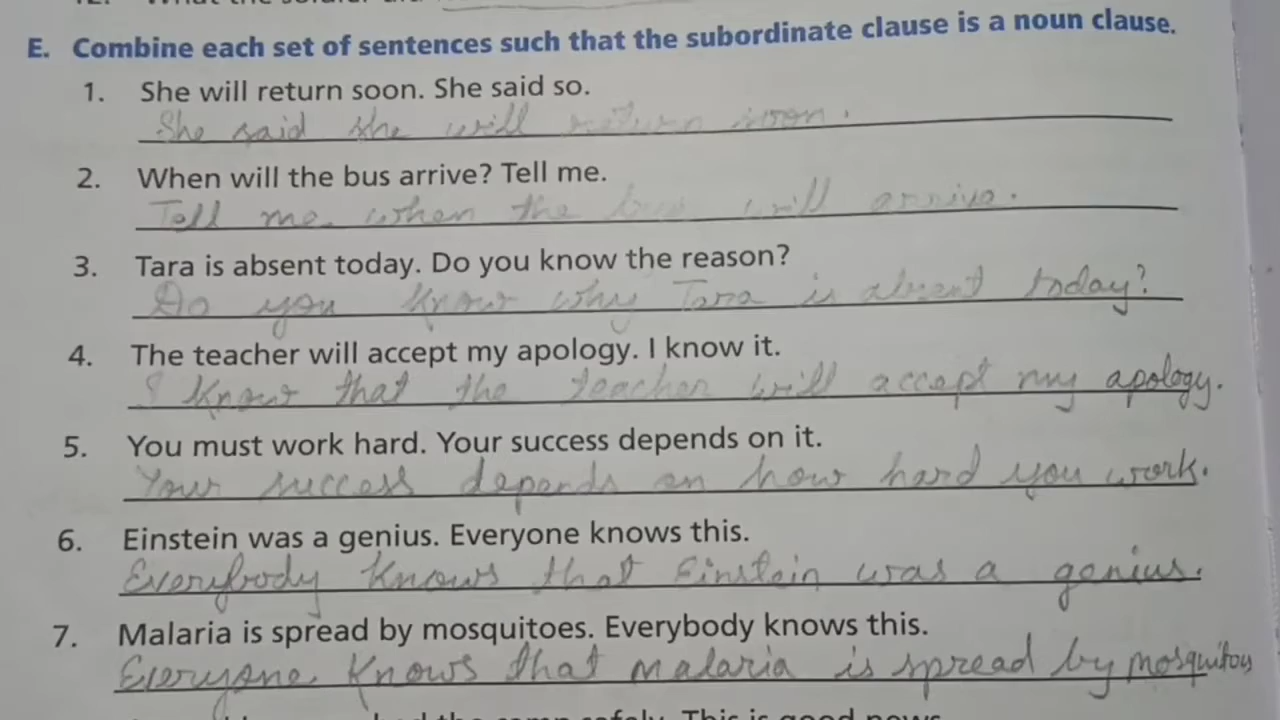 E. Combine each set of sentences such that the subordinate clause is a noun clause.
1. She will return soon. She said so.
She said she will return soon.
2. When will the bus arrive? Tell me.
Tell me when the bus will arrive.
3. Tara is absent today. Do you know the reason?
Do you know why Tara is absent today?
4. The teacher will accept my apology. I know it.
I know that the teacher will accept my apology.
5. You must work hard. Your success depends on it.
Your success depends on how hard you work.
6. Einstein was a genius. Everyone knows this.
Everybody knows that Einstein was a genius.
7. Malaria is spread by mosquitoes. Everybody knows this.
Everyone knows that malaria is spread by mosquitoes
safely. This is good news